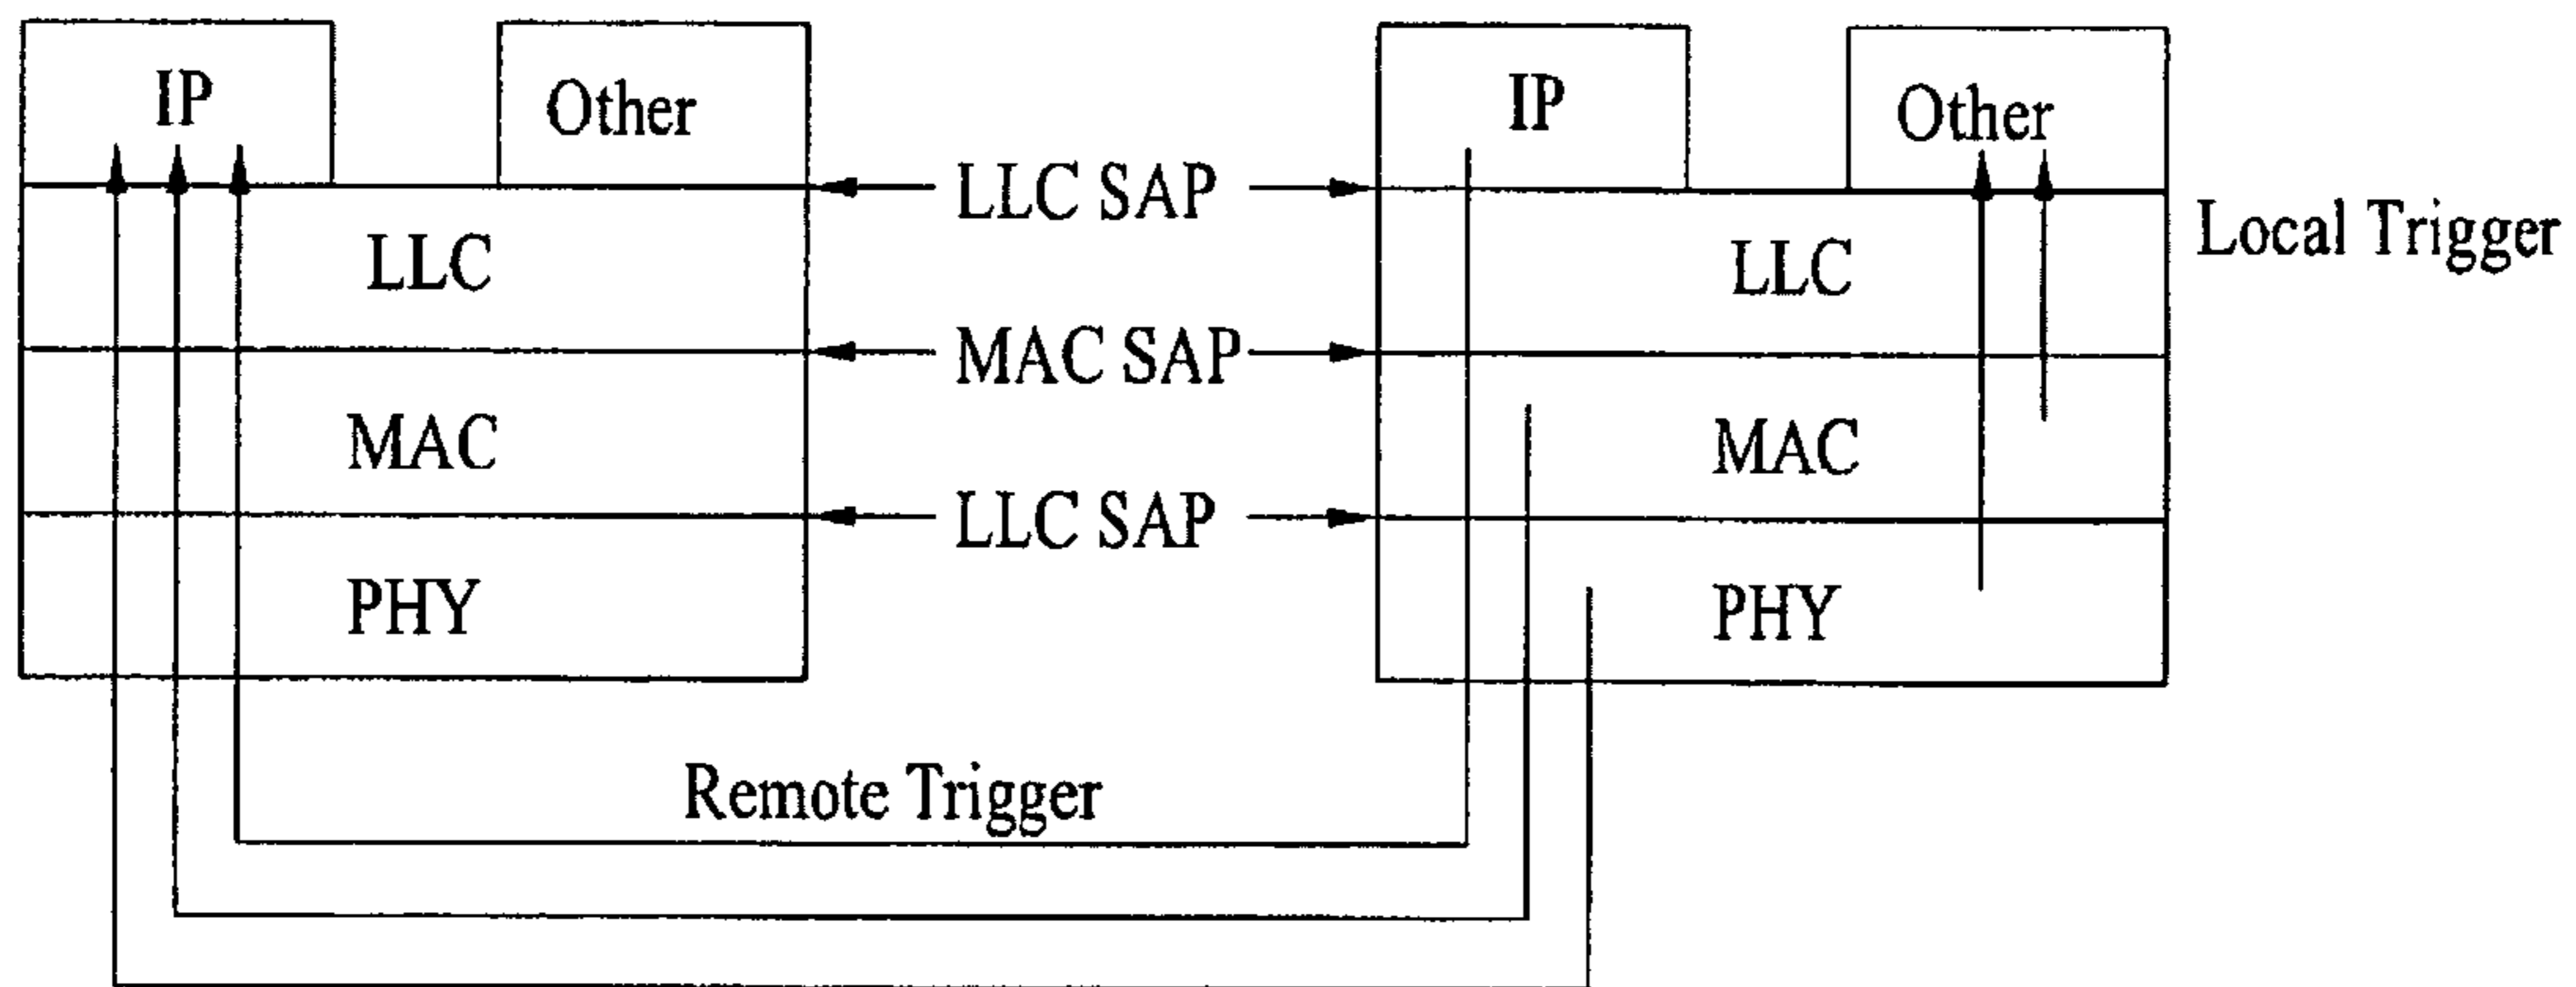 IP
Other
IP
Other
LLC SAP
LLC
LLC
Local Trigger
MAC SAP
MAC
MAC
LLC SAP
PHY
PHY
Remote Trigger